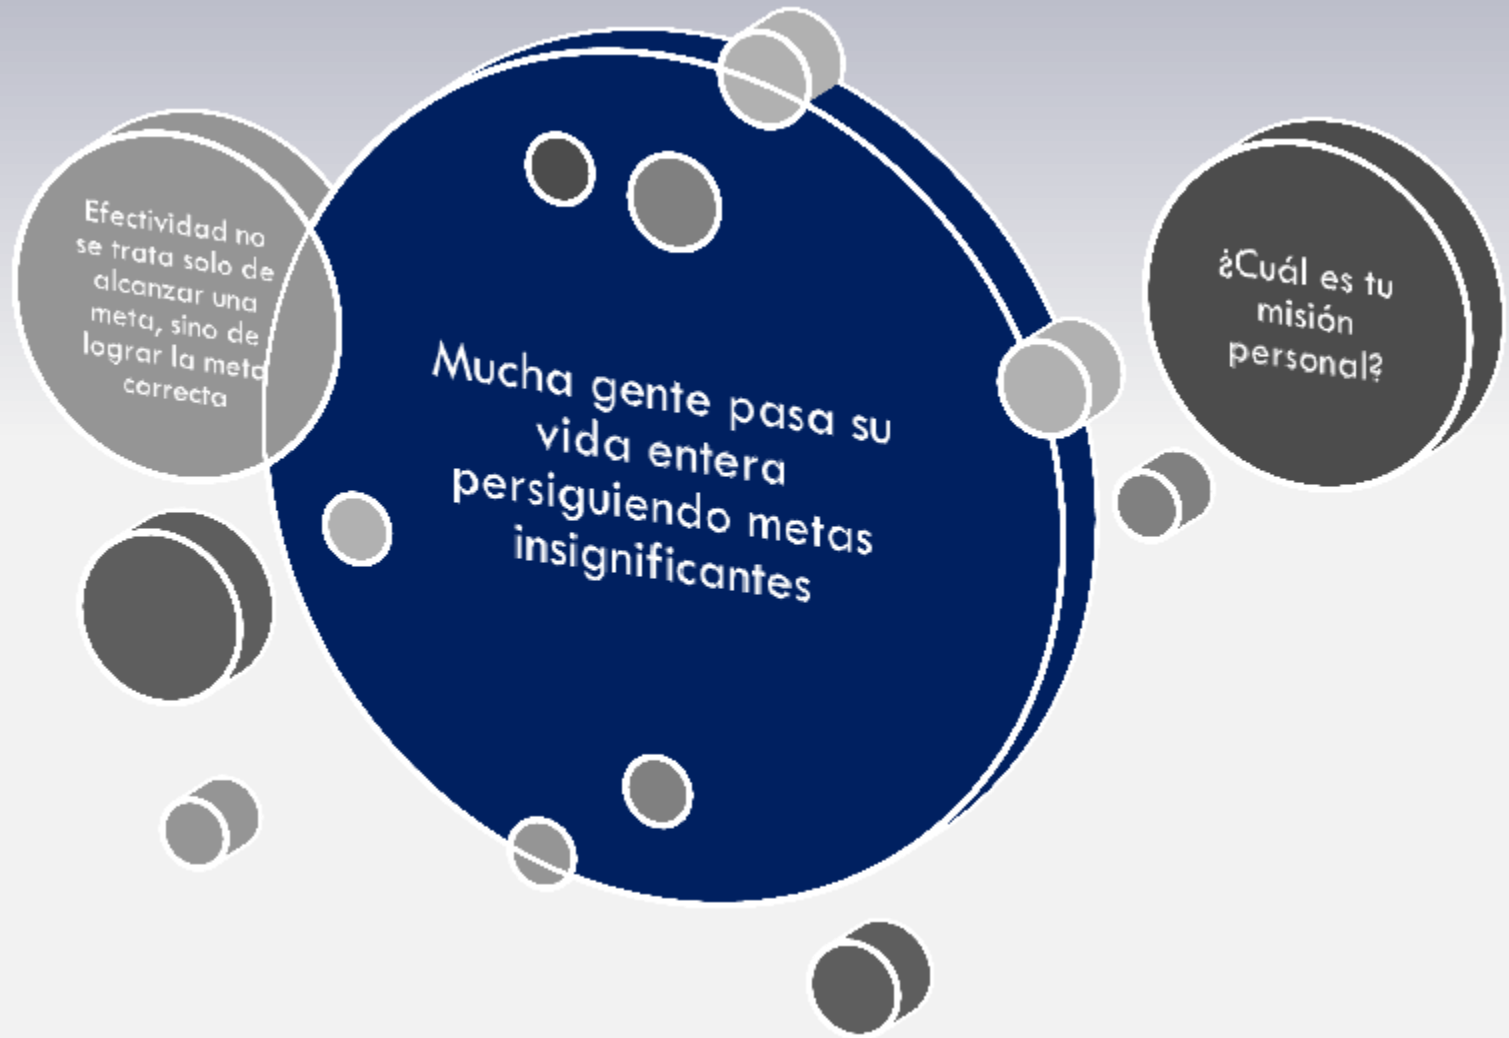 Efectividad no
se trata solo de
alcanzar una
meta, sino de
lograr la meta
correcta
Mucha gente pasa su
vida entera
persiguiendo metas
insignificantes
¿Cuál es tu
misión
personal?